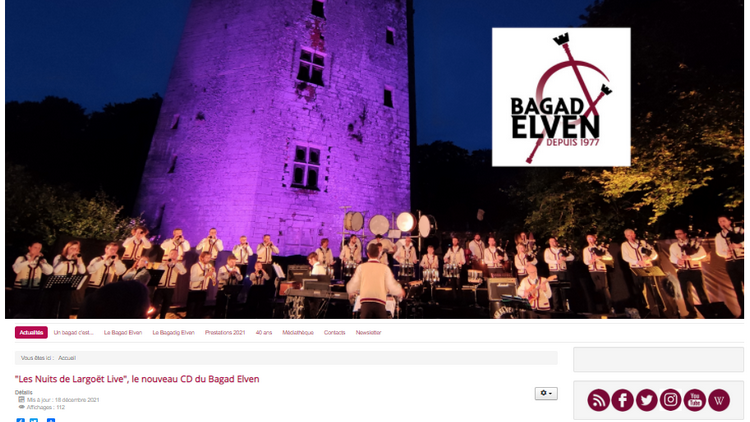 BAGAD
ELVEN
DEPUIS 1977
Actualités Un bagad c'est... Le Bagad Elven Le Bagadig Elven Prestations 2021 40 ans Médiathèque Contacts Newsletter
Vous êtes ici : Accueil
"Les Nuits de Largoët Live", le nouveau CD du Bagad Elven
Détails
Mis à jour : 18 décembre 2021
Affichages : 112
You
Tube
W